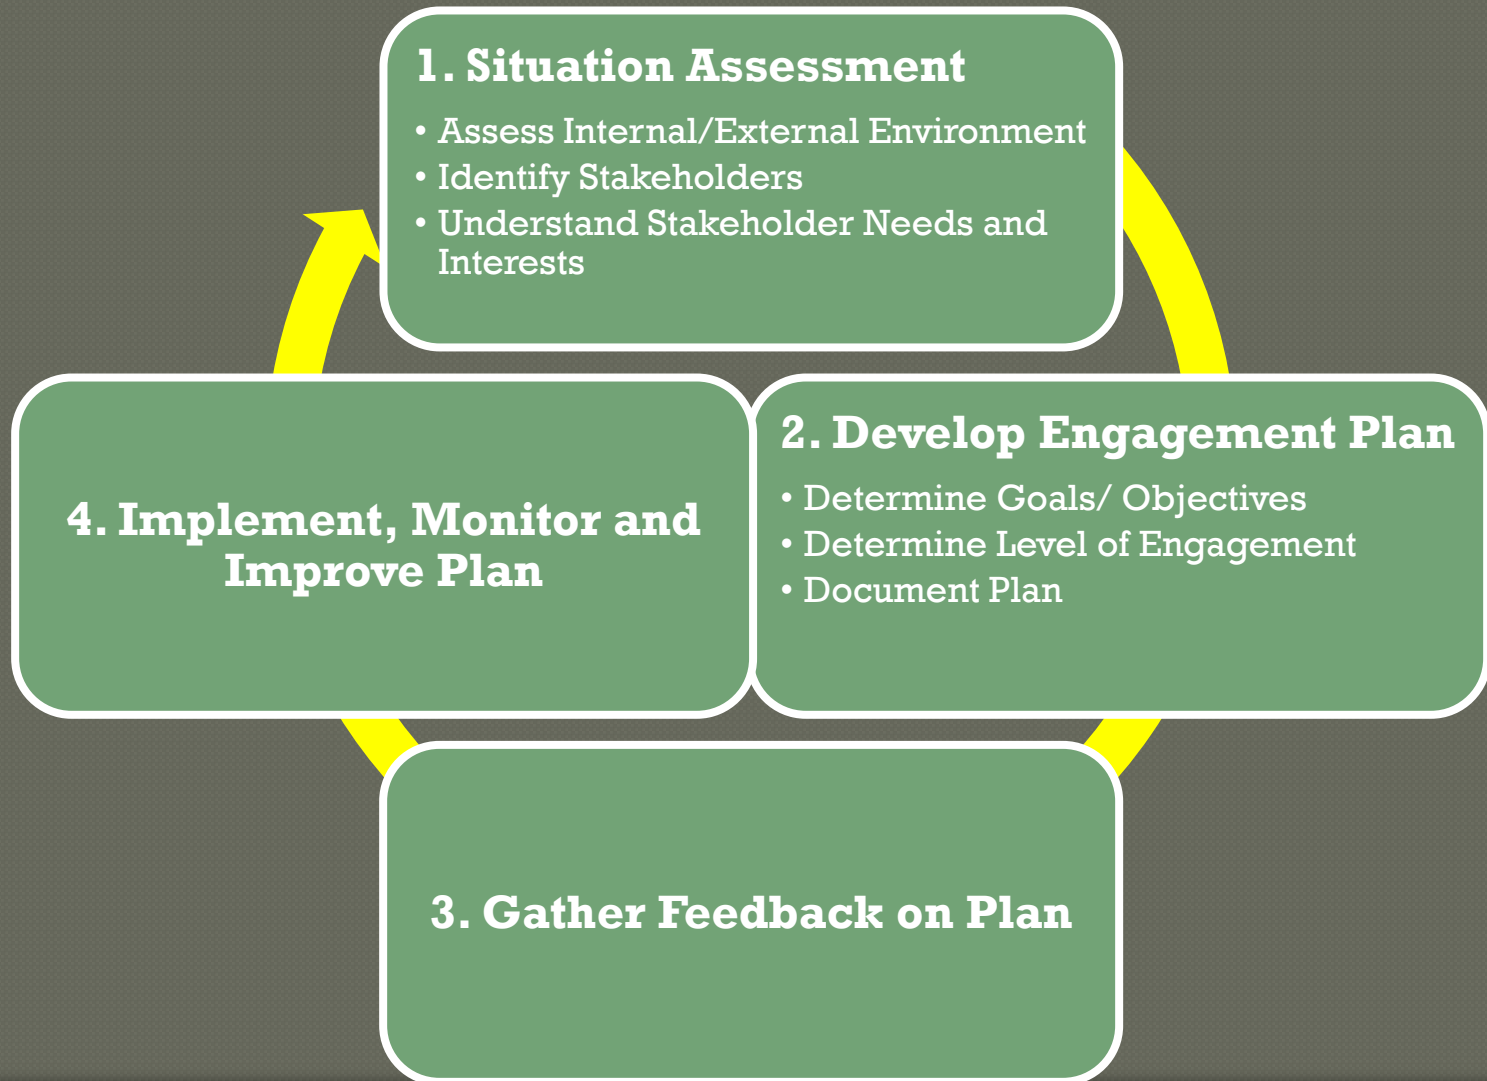 1. Situation Assessment
• Assess Internal/External Environment
• Identify Stakeholders
• Understand Stakeholder Needs and
Interests
2. Develop Engagement Plan
• Determine Goals/ Objectives
• Determine Level of Engagement
• Document Plan
3. Gather Feedback on Plan
4. Implement, Monitor and
Improve Plan